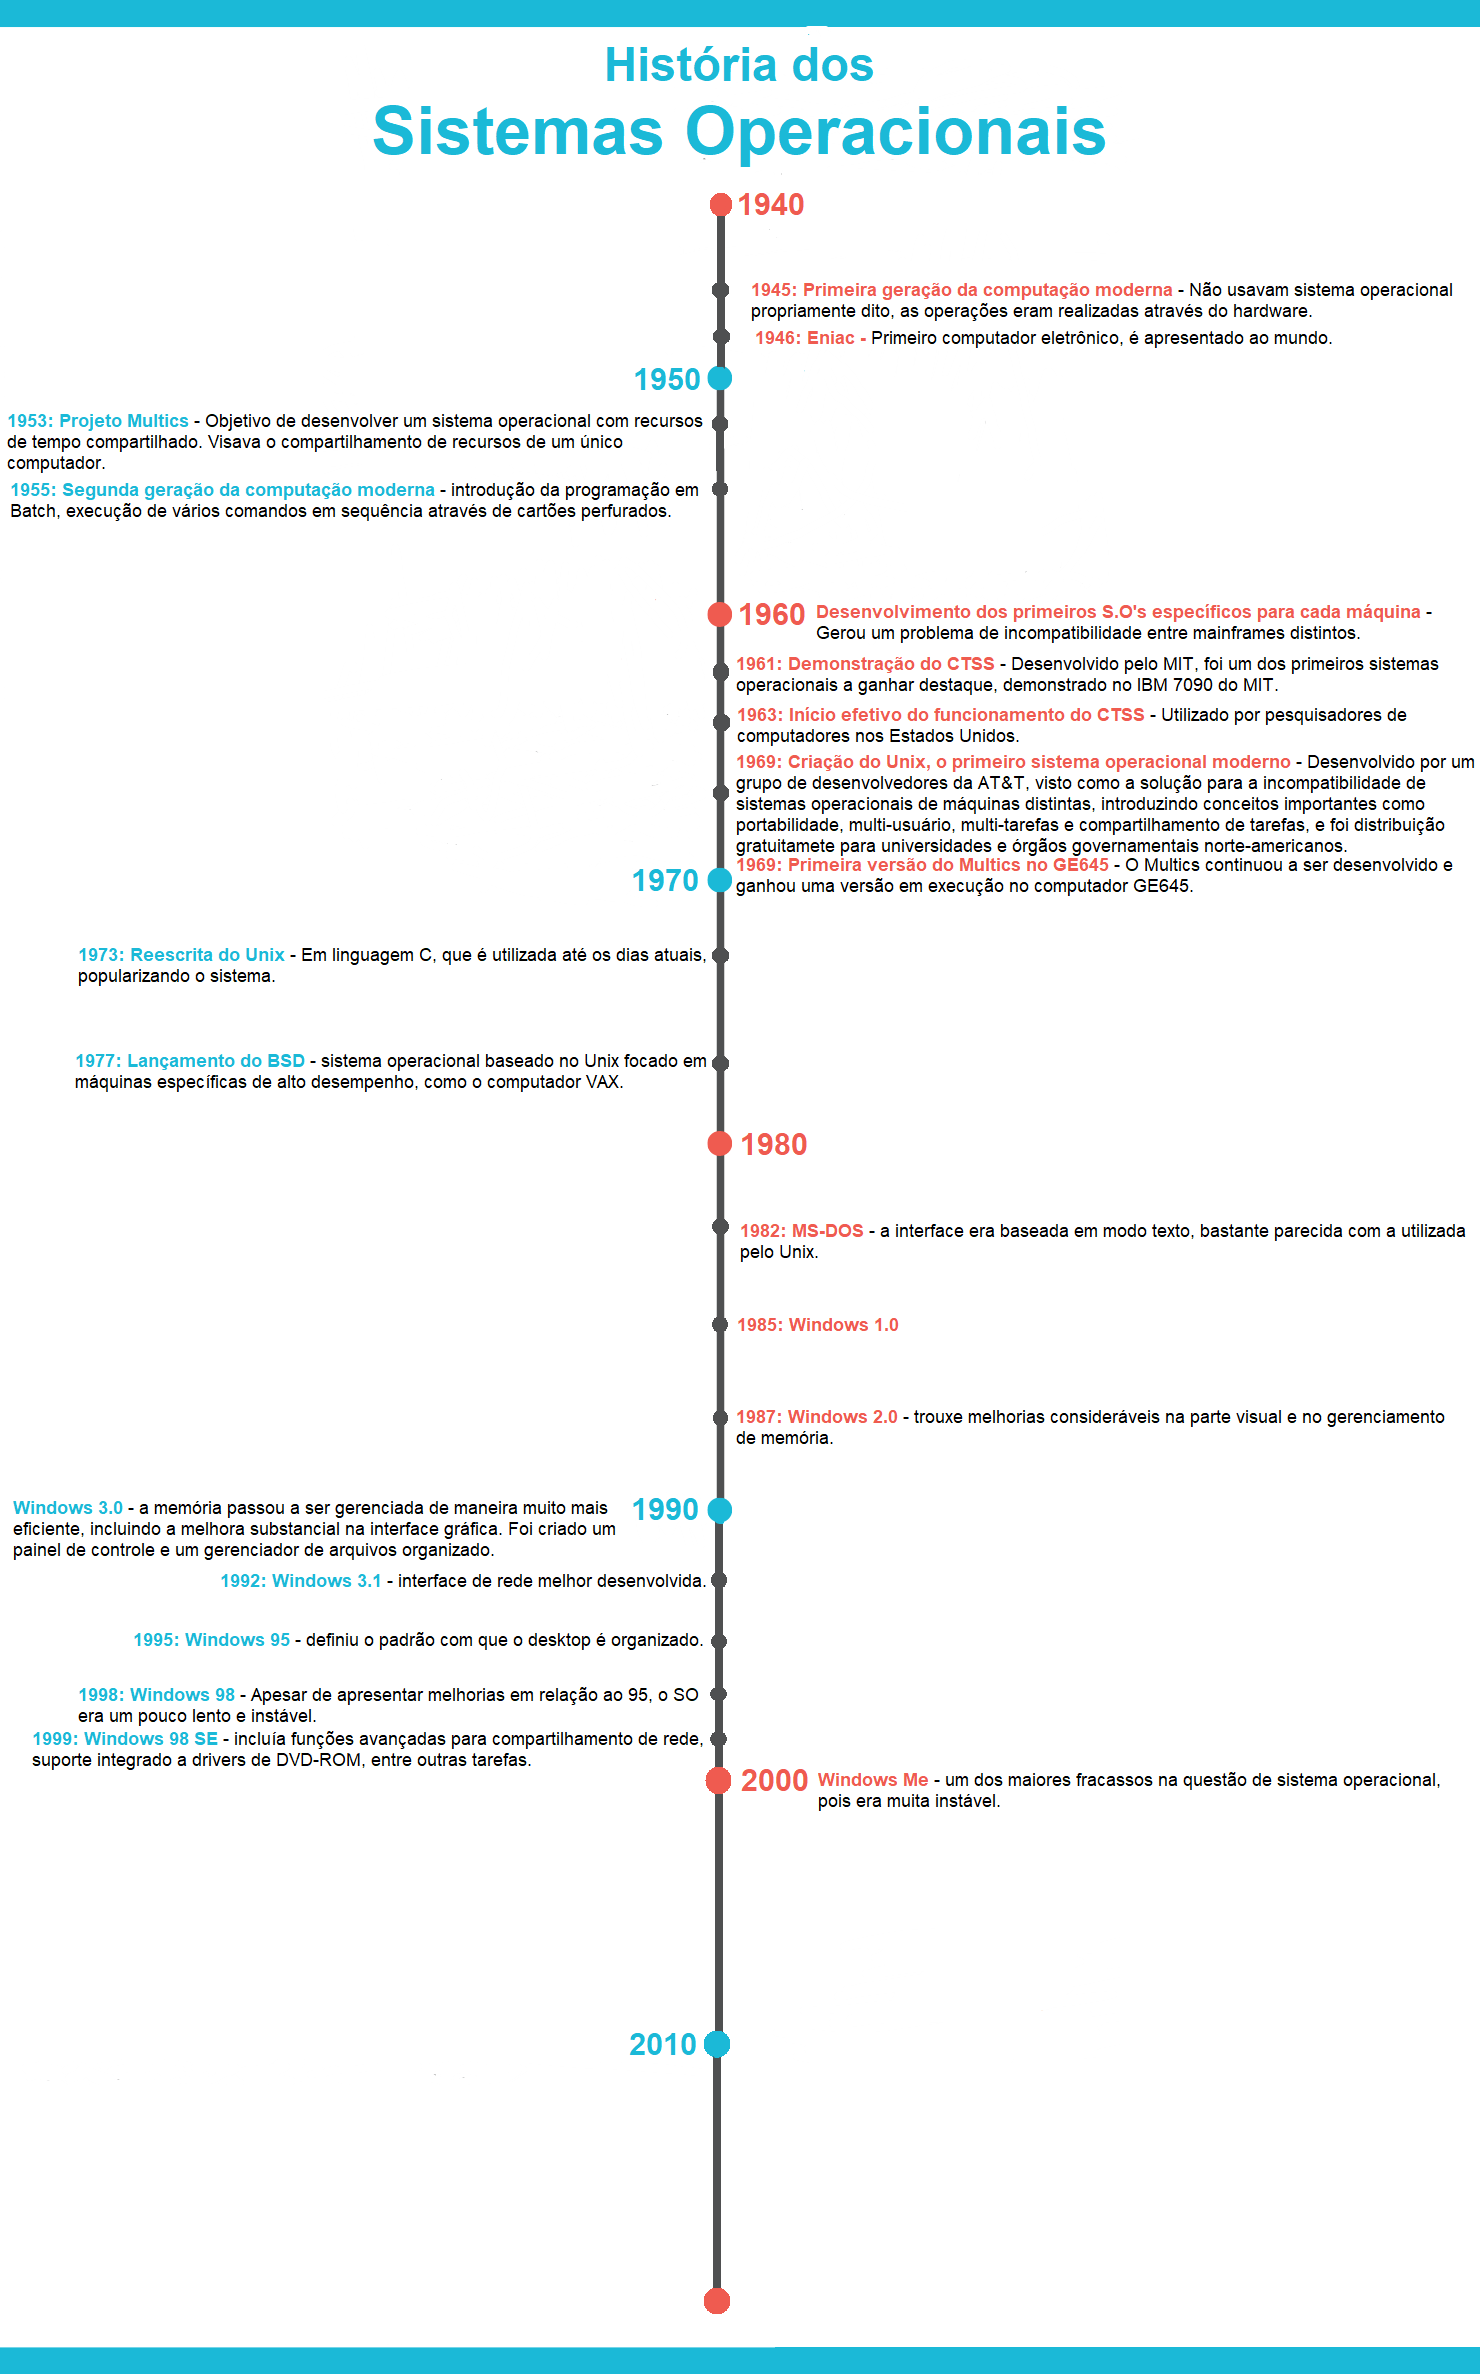 História dos
Sistemas Operacionais
1940
1945: Primeira geração da computação moderna - Não usavam sistema operacional
propriamente dito, as operações eram realizadas através do hardware.
1946: Eniac - Primeiro computador eletrônico, é apresentado ao mundo.
1950
1953: Projeto Multics - Objetivo de desenvolver um sistema operacional com recursos
de tempo compartilhado. Visava o compartilhamento de recursos de um único
computador.
1955: Segunda geração da computação moderna - introdução da programação em
Batch, execução de vários comandos em sequência através de cartões perfurados.
1960
Desenvolvimento dos primeiros S.O's específicos para cada máquina -
Gerou um problema de incompatibilidade entre mainframes distintos.
1961: Demonstração do CTSS - Desenvolvido pelo MIT, foi um dos primeiros sistemas
operacionais a ganhar destaque, demonstrado no IBM 7090 do MIT.
1963: Início efetivo do funcionamento do CTSS - Utilizado por pesquisadores de
computadores nos Estados Unidos.
1969: Criação do Unix, o primeiro sistema operacional moderno - Desenvolvido por um
grupo de desenvolvedores da AT&T, visto como a solução para a incompatibilidade de
sistemas operacionais de máquinas distintas, introduzindo conceitos importantes como
portabilidade, multi-usuário, multi-tarefas e compartilhamento de tarefas, e foi distribuição
gratuitamete para universidades e órgãos governamentais norte-americanos.
1969: Primeira versão do Multics no GE645 - O Multics continuou a ser desenvolvido e
ganhou uma versão em execução no computador GE645.
1970
1973: Reescrita do Unix - Em linguagem C, que é utilizada até os dias atuais,
popularizando o sistema.
1977: Lançamento do BSD - sistema operacional baseado no Unix focado em
máquinas específicas de alto desempenho, como o computador VAX.
1980
1982: MS-DOS - a interface era baseada em modo texto, bastante parecida com a utilizada
pelo Unix.
1985: Windows 1.0
1987: Windows 2.0 - trouxe melhorias consideráveis na parte visual e no gerenciamento
de memória.
1990
Windows 3.0 - a memória passou a ser gerenciada de maneira muito mais
eficiente, incluindo a melhora substancial na interface gráfica. Foi criado um
painel de controle e um gerenciador de arquivos organizado.
1992: Windows 3.1 - interface de rede melhor desenvolvida.
1995: Windows 95 - definiu o padrão com que o desktop é organizado.
1998: Windows 98 - Apesar de apresentar melhorias em relação ao 95, o SO
era um pouco lento e instável.
1999: Windows 98 SE - incluía funções avançadas para compartilhamento de rede,
suporte integrado a drivers de DVD-ROM, entre outras tarefas.
2000
Windows Me - um dos maiores fracassos na questão de sistema operacional,
pois era muita instável.
2010